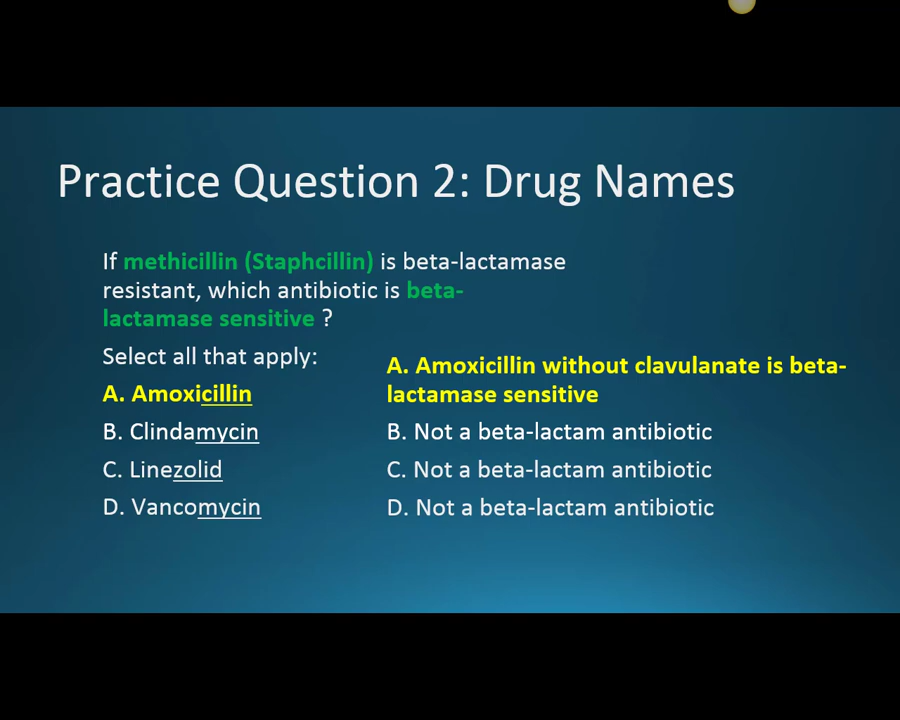 Practice Question 2: Drug Names
If methicillin (Staphcillin) is beta-lactamase
resistant, which antibiotic is beta-
lactamase sensitive ?
Select all that apply:
A. Amoxicillin
B. Clindamycin
C. Linezolid
D. Vancomycin
A. Amoxicillin without clavulanate is beta-
lactamase sensitive
B. Not a beta-lactam antibiotic
C. Not a beta-lactam antibiotic
D. Not a beta-lactam antibiotic